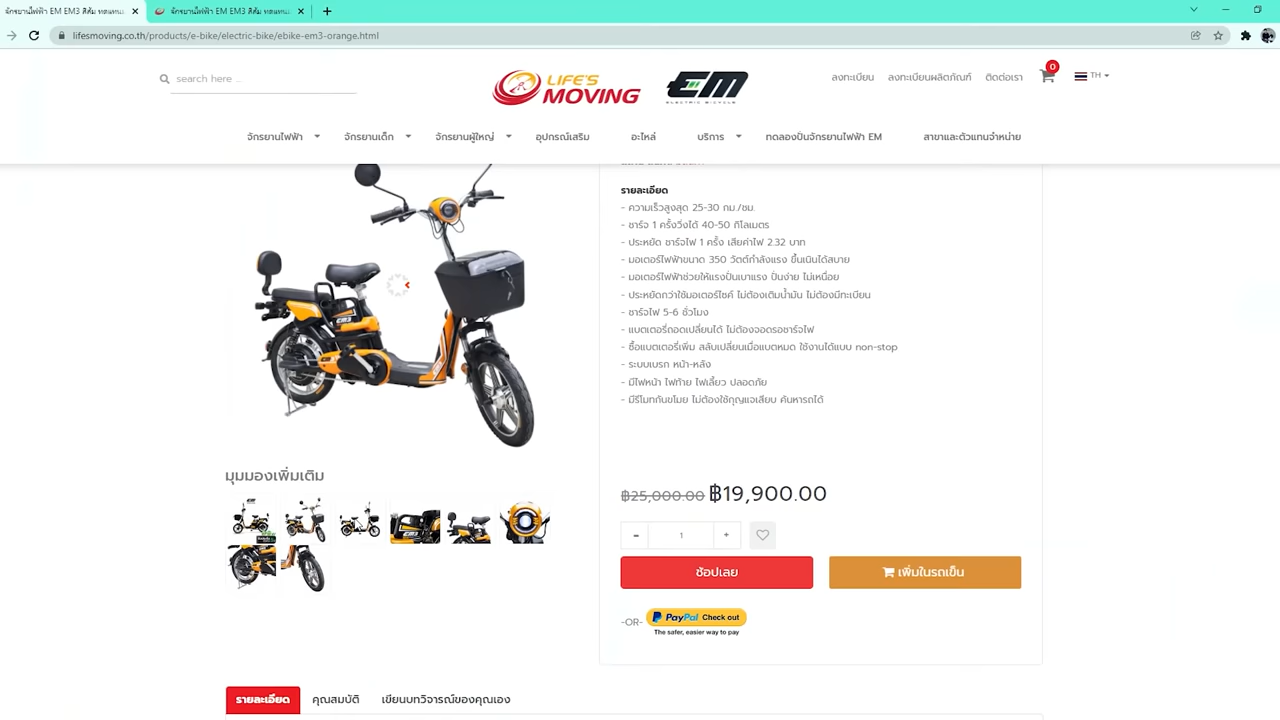 จักรยานไฟฟ้า EM EM3 สีส้ม ทดแทนเ
จักรยานไฟฟ้า EM EM3 สีส้ม ทดแทนเ
lifesmoving.co.th/products/e-bike/electric-bike/ebike-em3-orange.html
search here ...
LIFE'S
MOVING
EM
ELECTRIC BICYCLE
ลงทะเบียน ลงทะเบียนผลิตภัณฑ์ ติดต่อเรา 0 TH
จักรยานไฟฟ้า จักรยานเด็ก จักรยานผู้ใหญ่ อุปกรณ์เสริม อะไหล่ บริการ ทดลองปั่นจักรยานไฟฟ้า EM สาขาและตัวแทนจำหน่าย
EM3
รายละเอียด
- ความเร็วสูงสุด 25-30 กม./ชม.
- ชาร์จ 1 ครั้งวิ่งได้ 40-50 กิโลเมตร
- ประหยัด ชาร์จไฟ 1 ครั้ง เสียค่าไฟ 2.32 บาท
- มอเตอร์ไฟฟ้าขนาด 350 วัตต์กำลังแรง ขึ้นเนินได้สบาย
- มอเตอร์ไฟฟ้าช่วยให้แรงปั่นเบาแรง ปั่นง่าย ไม่เหนื่อย
- ประหยัดกว่าใช้มอเตอร์ไซค์ ไม่ต้องเติมน้ำมัน ไม่ต้องมีทะเบียน
- ชาร์จไฟ 5-6 ชั่วโมง
- แบตเตอรี่ถอดเปลี่ยนได้ ไม่ต้องจอดรอชาร์จไฟ
- ซื้อแบตเตอรี่เพิ่ม สลับเปลี่ยนเมื่อแบตหมด ใช้งานได้แบบ non-stop
- ระบบเบรก หน้า-หลัง
- มีไฟหน้า ไฟท้าย ไฟเลี้ยว ปลอดภัย
- มีรีโมทกันขโมย ไม่ต้องใช้กุญแจเสียบ ค้นหารถได้
มุมมองเพิ่มเติม
฿25,000.00 ฿19,900.00
- 1 +
ช้อปเลย
เพิ่มในรถเข็น
-OR- PayPal Check out
The safer, easier way to pay
รายละเอียด คุณสมบัติ เขียนบทวิจารณ์ของคุณเอง